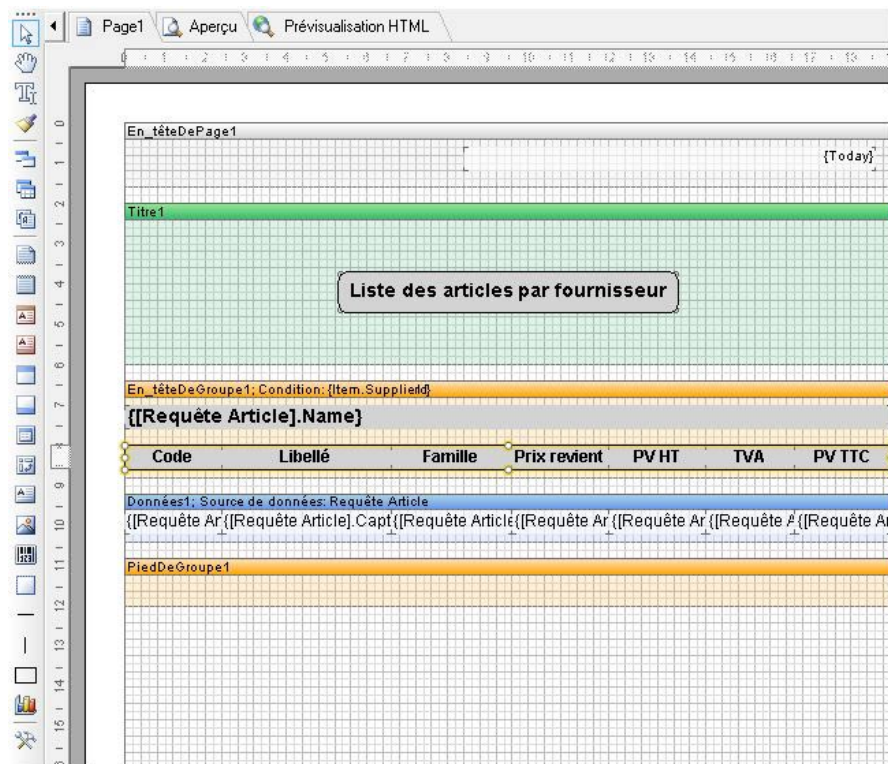 Page1 Aperçu Prévisualisation HTML
En_têteDePage1
{Today}
Titre1
Liste des articles par fournisseur
En_têteDeGroupe1; Condition: {Item.SupplierId}
{[Requête Article].Name}
Code Libellé Famille Prix revient PV HT TVA PV TTC
Données1; Source de données: Requête Article
{[Requête Ar {[Requête Article].Capt {[Requête Article {[Requête Ar {[Requête Ar {[Requête A {[Requête Ar
PiedDeGroupe1